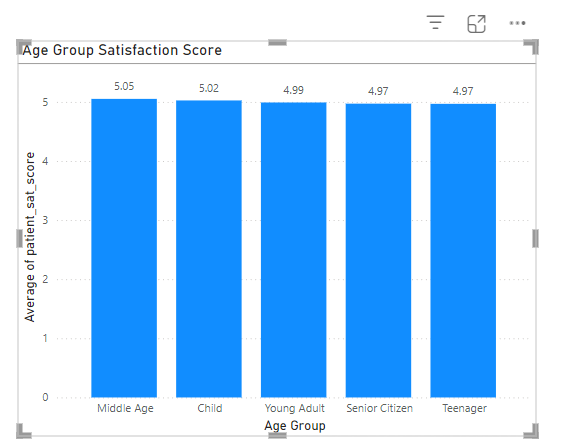 Age Group Satisfaction Score
5.05 5.02 4.99 4.97 4.97
5
4
3
2
1
0
Average of patient_sat_score
Middle Age Child Young Adult Senior Citizen Teenager
Age Group